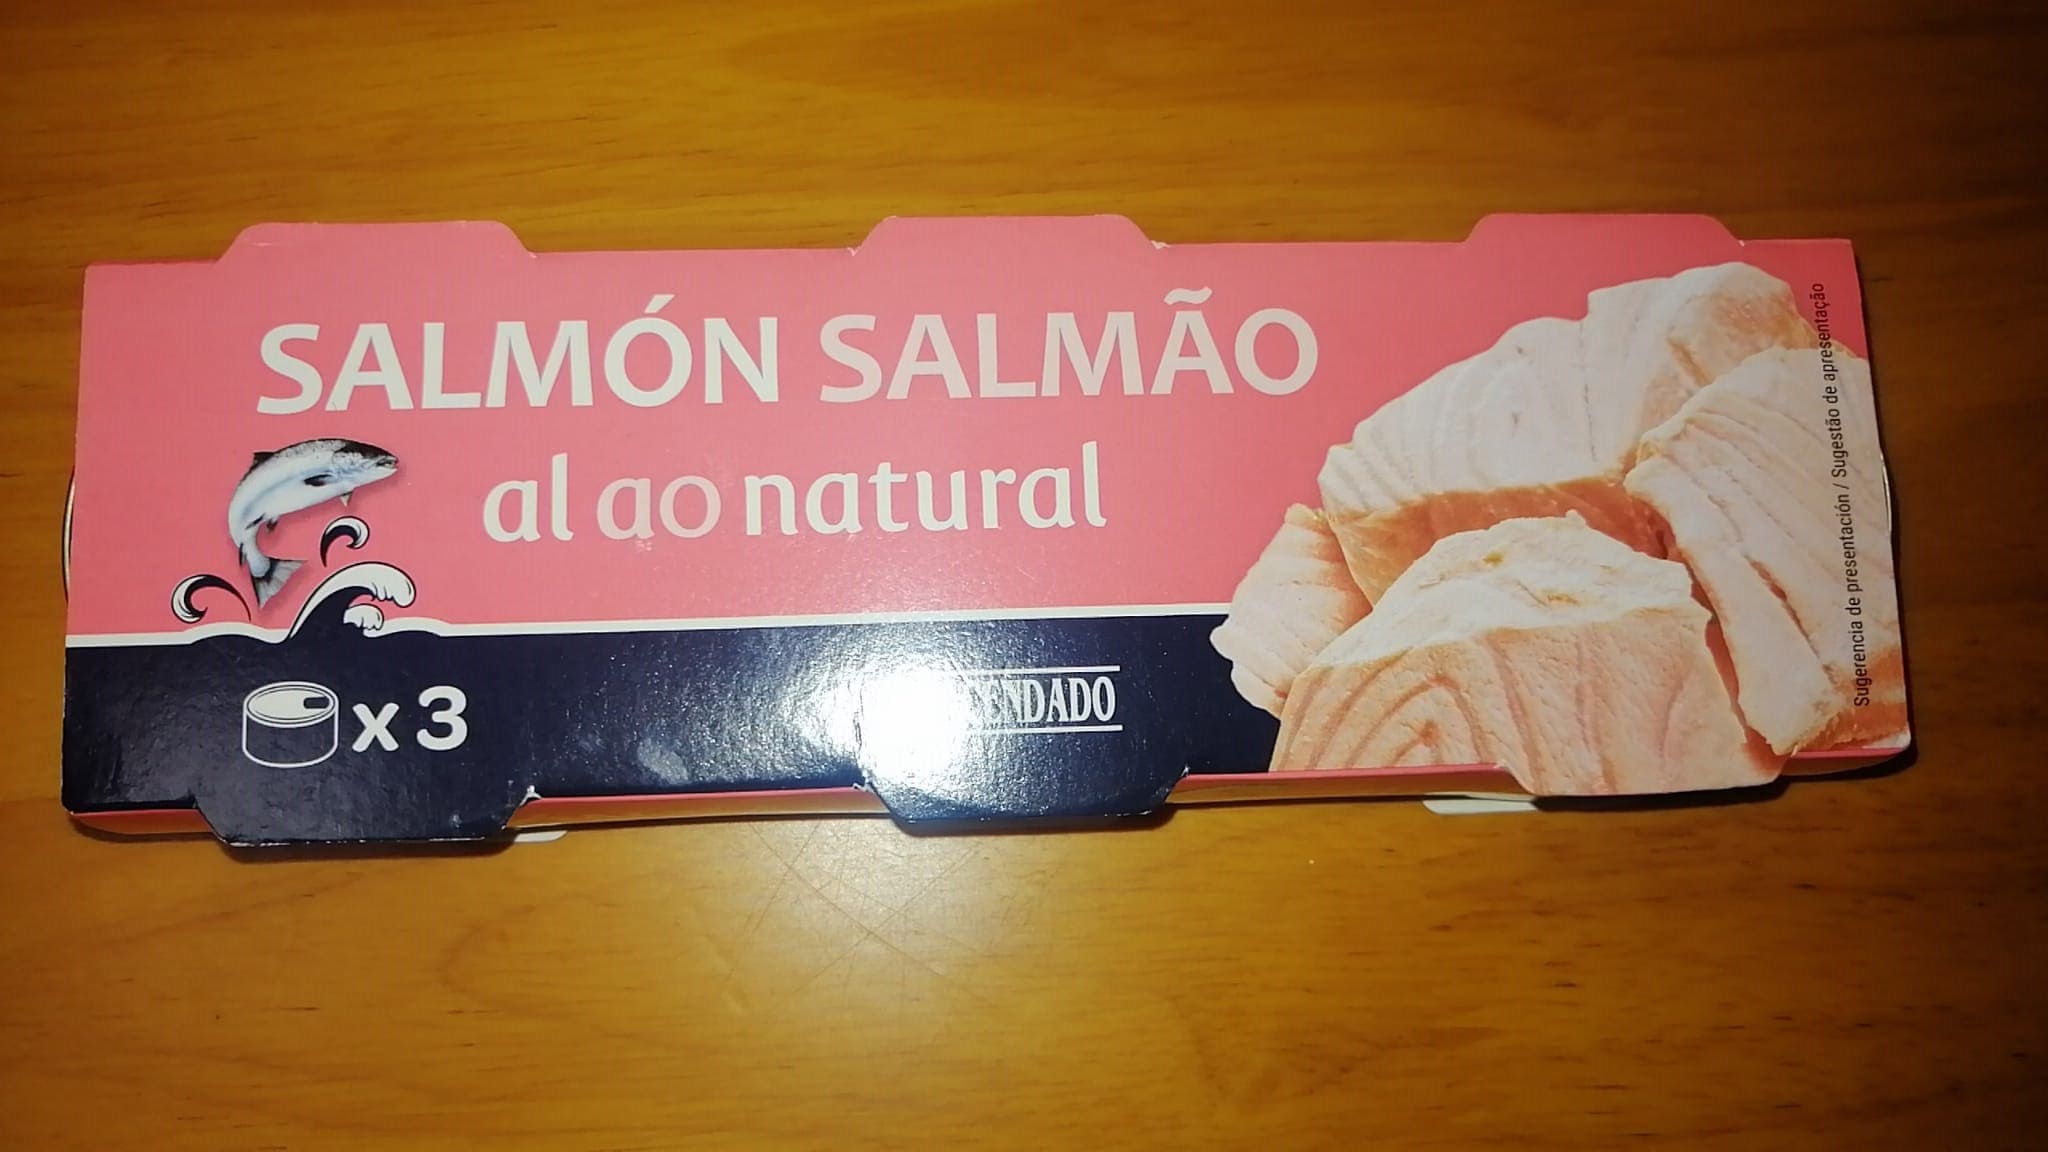 SALMÓN SALMÃO
al ao natural
x 3
Sugerencia de presentación / Sugestão de apresentação